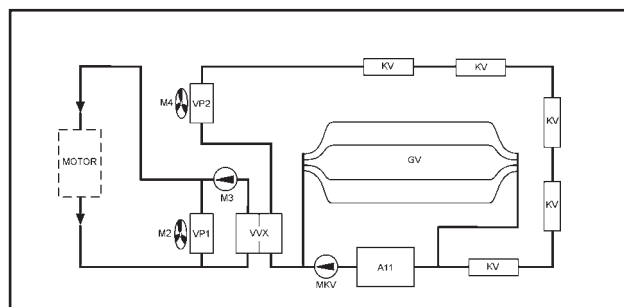 KV KV
M4 VP2
KV
MOTOR
GV
M3
KV
M2 VP1 VVX
A11 KV
MKV